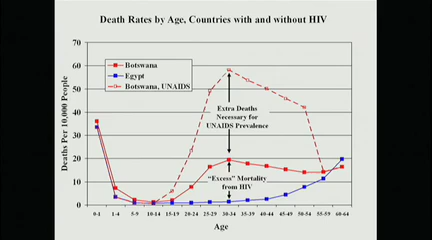 Death Rates by Age, Countries with and without HIV
Deaths Per 10,000 People
70
60
50
40
30
20
10
0
Botswana
Egypt
Botswana, UNAIDS
Extra Deaths
Necessary for
UNAIDS Prevalence
"Excess" Mortality
from HIV
0-1 1-4 5-9 10-14 15-19 20-24 25-29 30-34 35-39 40-44 45-49 50-54 55-59 60-64
Age